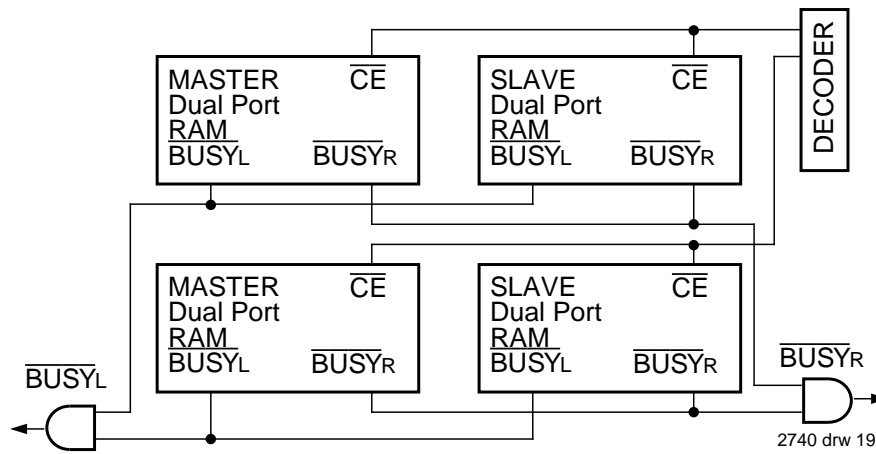 MASTER
Dual Port
RAM
BUSYL
CE
BUSYR
SLAVE
Dual Port
RAM
BUSYL
CE
BUSYR
DECODER
MASTER
Dual Port
RAM
BUSYL
CE
BUSYR
SLAVE
Dual Port
RAM
BUSYL
CE
BUSYR
BUSYL
BUSYR
2740 drw 19